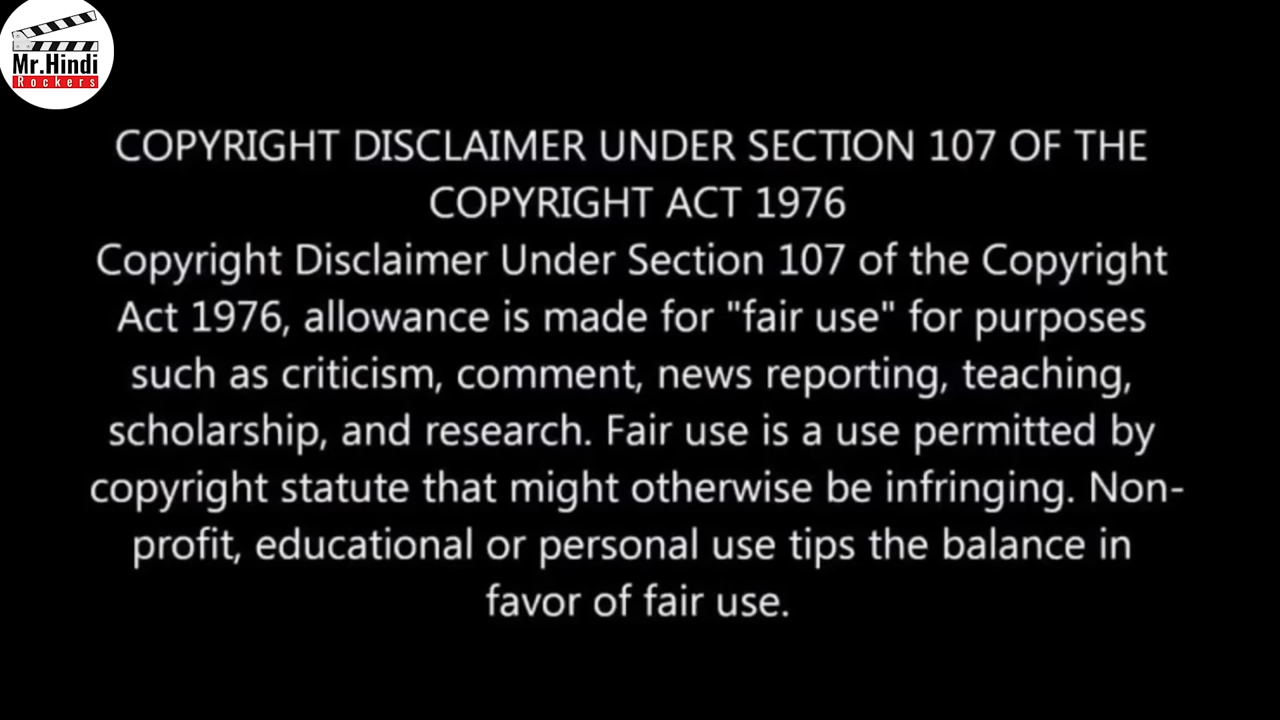 Mr.Hindi
Rockers
COPYRIGHT DISCLAIMER UNDER SECTION 107 OF THE
COPYRIGHT ACT 1976
Copyright Disclaimer Under Section 107 of the Copyright
Act 1976, allowance is made for "fair use" for purposes
such as criticism, comment, news reporting, teaching,
scholarship, and research. Fair use is a use permitted by
copyright statute that might otherwise be infringing. Non-
profit, educational or personal use tips the balance in
favor of fair use.